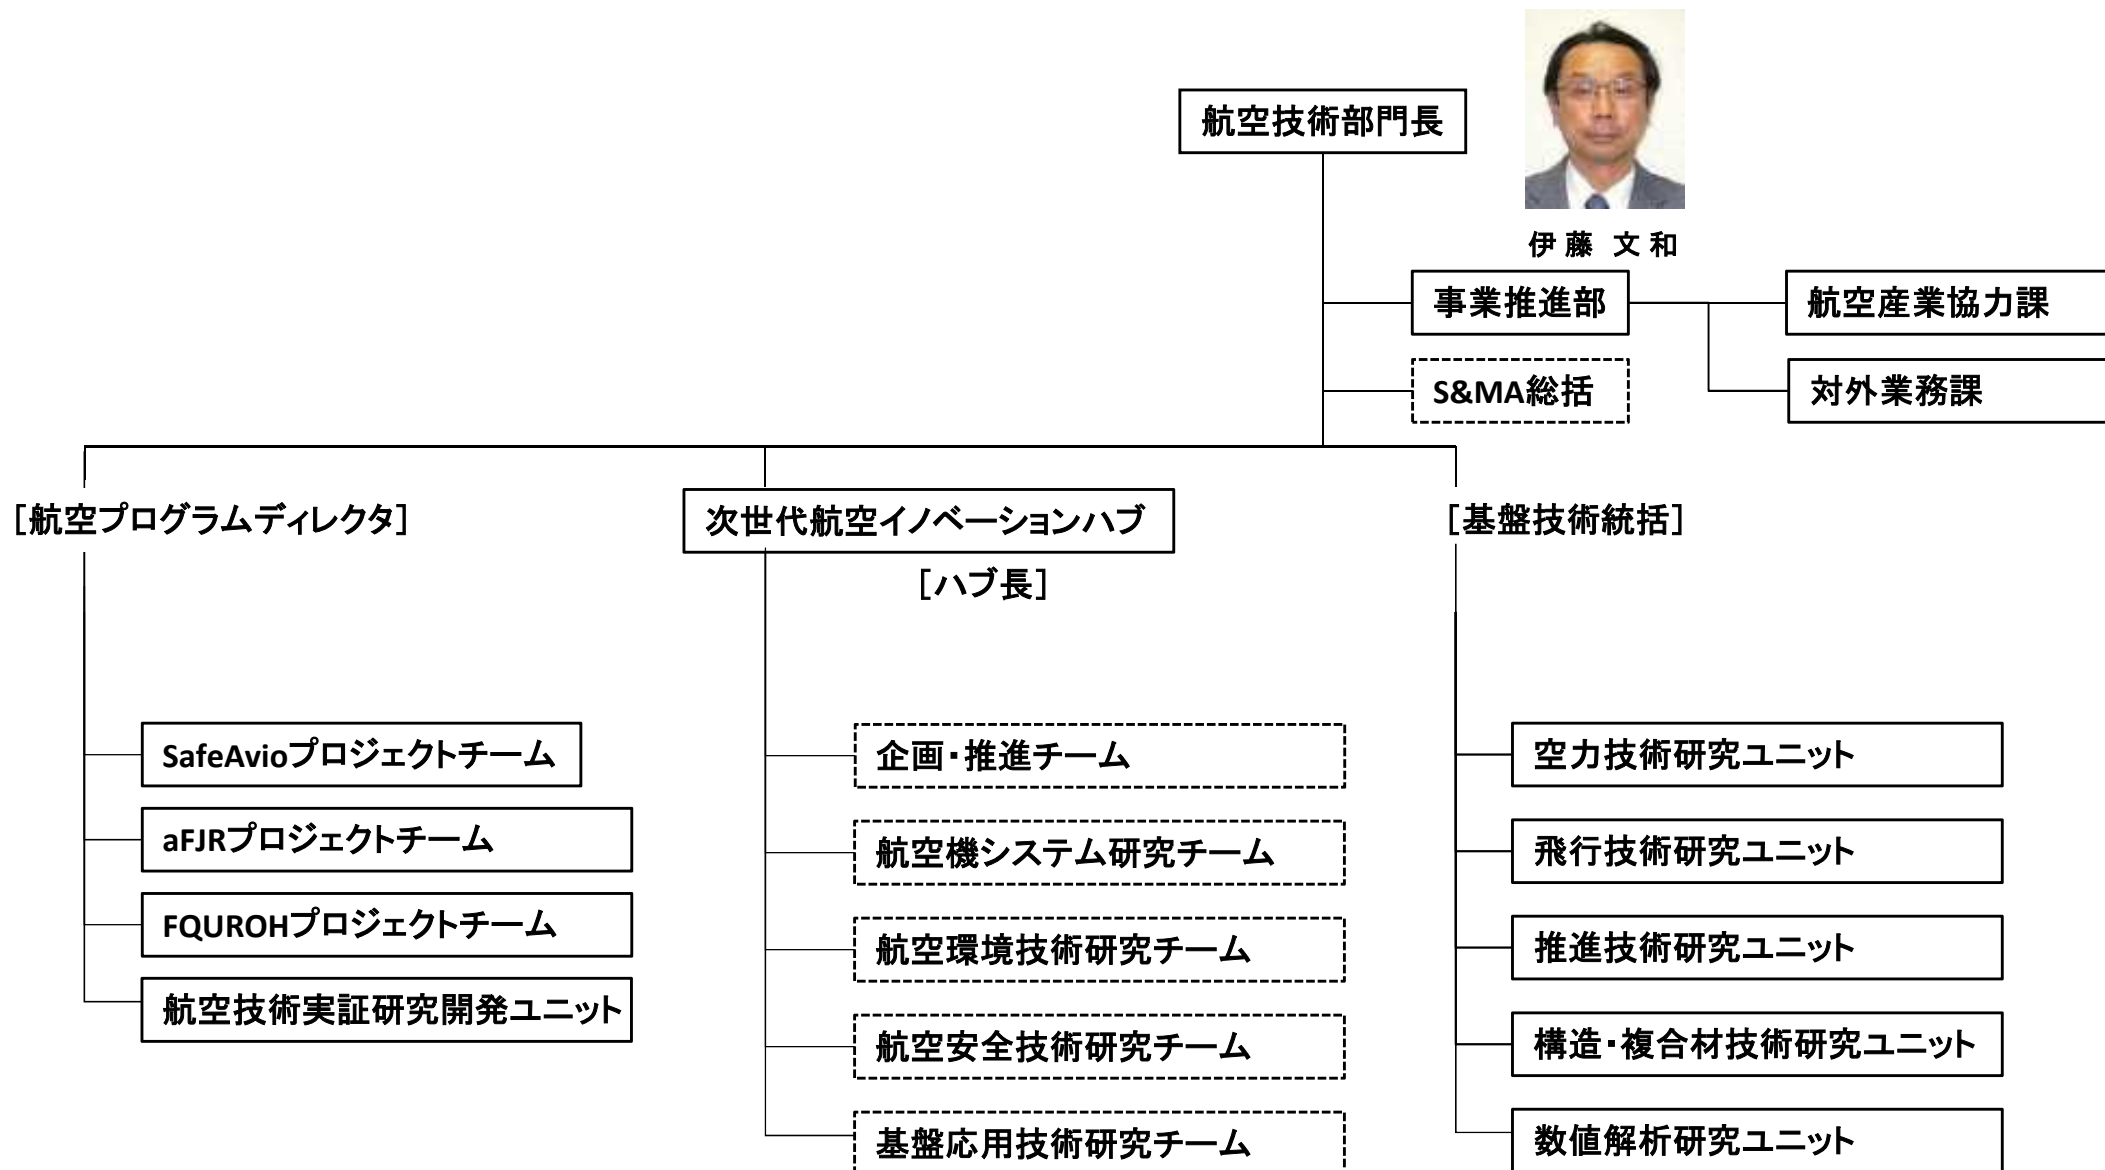 航空技術部門長
伊藤 文和
事業推進部
航空産業協力課
S&MA総括
対外業務課
[航空プログラムディレクタ]
次世代航空イノベーションハブ
[基盤技術統括]
[ハブ長]
SafeAvioプロジェクトチーム
aFJRプロジェクトチーム
FQUROHプロジェクトチーム
航空技術実証研究開発ユニット
企画・推進チーム
航空機システム研究チーム
航空環境技術研究チーム
航空安全技術研究チーム
基盤応用技術研究チーム
空力技術研究ユニット
飛行技術研究ユニット
推進技術研究ユニット
構造・複合材技術研究ユニット
数値解析研究ユニット